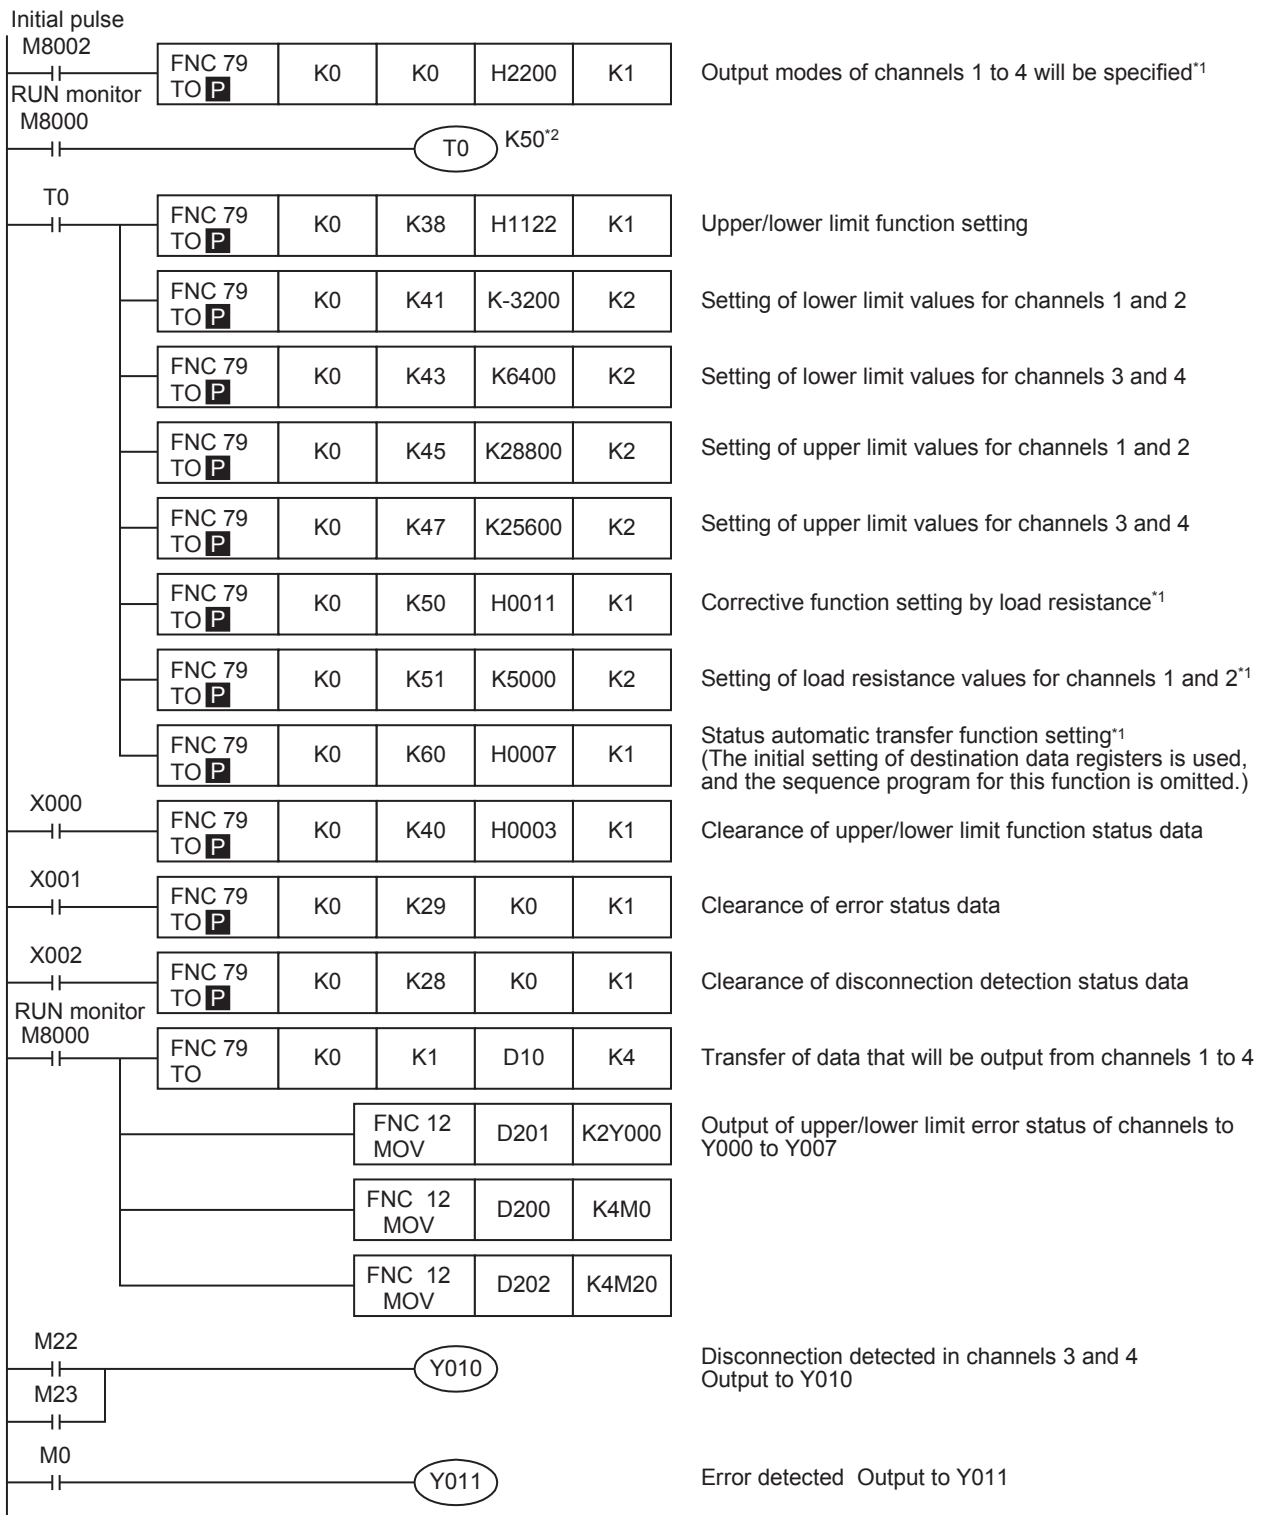 Initial pulse
M8002
FNC 79
TO P
K0
K0
H2200
K1
Output modes of channels 1 to 4 will be specified*1
RUN monitor
M8000
T0
K50*2
T0
FNC 79
TO P
K0
K38
H1122
K1
Upper/lower limit function setting
FNC 79
TO P
K0
K41
K-3200
K2
Setting of lower limit values for channels 1 and 2
FNC 79
TO P
K0
K43
K6400
K2
Setting of lower limit values for channels 3 and 4
FNC 79
TO P
K0
K45
K28800
K2
Setting of upper limit values for channels 1 and 2
FNC 79
TO P
K0
K47
K25600
K2
Setting of upper limit values for channels 3 and 4
FNC 79
TO P
K0
K50
H0011
K1
Corrective function setting by load resistance*1
FNC 79
TO P
K0
K51
K5000
K2
Setting of load resistance values for channels 1 and 2*1
FNC 79
TO P
K0
K60
H0007
K1
Status automatic transfer function setting*1
(The initial setting of destination data registers is used,
and the sequence program for this function is omitted.)
X000
FNC 79
TO P
K0
K40
H0003
K1
Clearance of upper/lower limit function status data
X001
FNC 79
TO P
K0
K29
K0
K1
Clearance of error status data
X002
FNC 79
TO P
K0
K28
K0
K1
Clearance of disconnection detection status data
RUN monitor
M8000
FNC 79
TO
K0
K1
D10
K4
Transfer of data that will be output from channels 1 to 4
FNC 12
MOV
D201
K2Y000
Output of upper/lower limit error status of channels to
Y000 to Y007
FNC 12
MOV
D200
K4M0
FNC 12
MOV
D202
K4M20
M22
Y010
Disconnection detected in channels 3 and 4
Output to Y010
M23
M0
Y011
Error detected Output to Y011